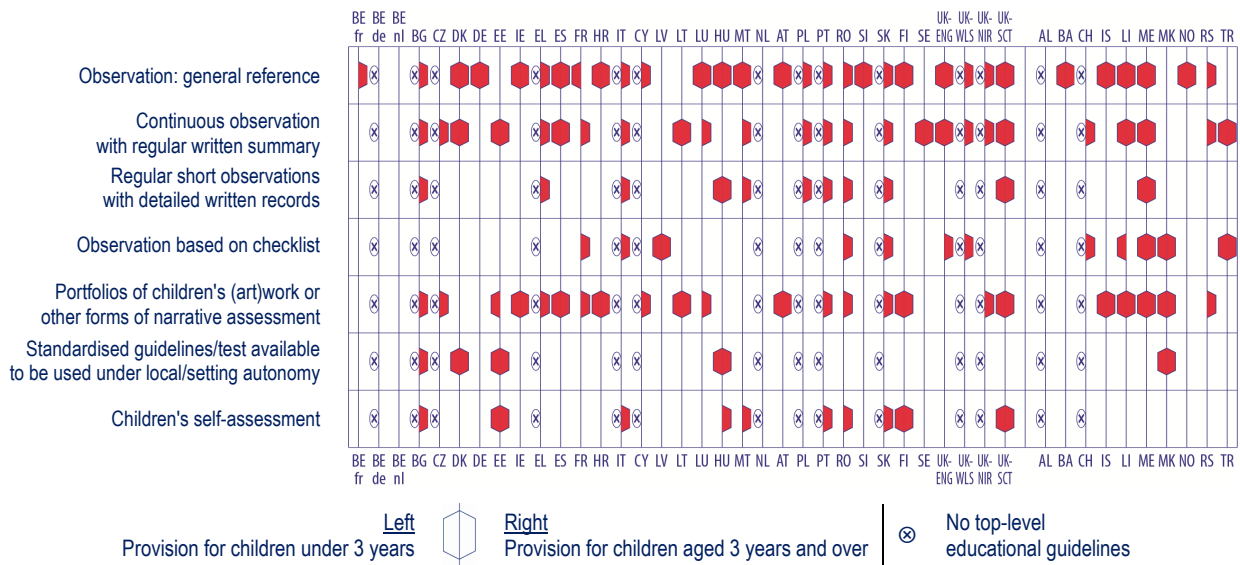 BE BE BE UK- UK- UK- UK-
fr de nl BG CZ DK DE EE IE EL ES FR HR IT CY LV LT LU HU MT NL AT PL PT RO SI SK FI SE ENG WLS NIR SCT AL BA CH IS LI ME MK NO RS TR
Observation: general reference
Continuous observation
with regular written summary
Regular short observations
with detailed written records
Observation based on checklist
Portfolios of children's (art)work or
other forms of narrative assessment
Standardised guidelines/test available
to be used under local/setting autonomy
Children's self-assessment
BE BE BE BG CZ DK DE EE IE EL ES FR HR IT CY LV LT LU HU MT NL AT PL PT RO SI SK FI SE UK- UK- UK- UK- AL BA CH IS LI ME MK NO RS TR
fr de nl ENG WLS NIR SCT
Left Right No top-level
Provision for children under 3 years Provision for children aged 3 years and over educational guidelines